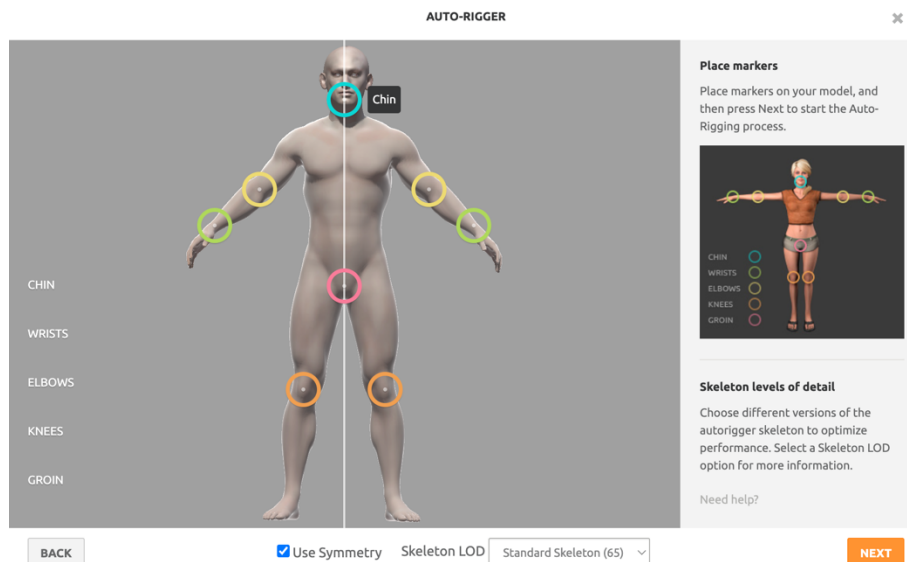 AUTO-RIGGER
×
Chin
CHIN
WRISTS
ELBOWS
KNEES
GROIN
Place markers
Place markers on your model, and
then press Next to start the Auto-
Rigging process.
CHIN
WRISTS
ELBOWS
KNEES
GROIN
Skeleton levels of detail
Choose different versions of the
autorigger skeleton to optimize
performance. Select a Skeleton LOD
option for more information.
Need help?
BACK
Use Symmetry
Skeleton LOD
Standard Skeleton (65)
NEXT